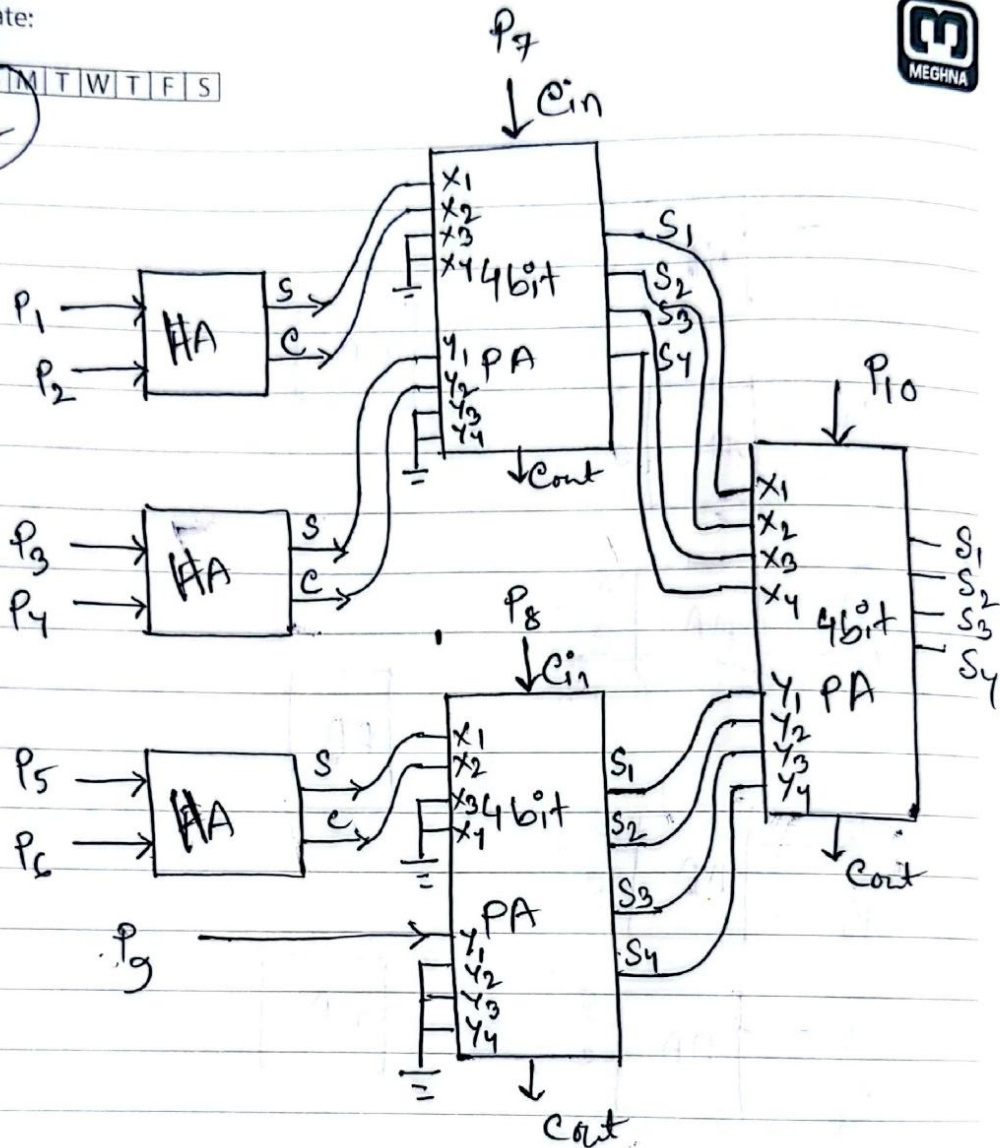 ate:
M T W T F S
MEGHNA
P7
Cin
X1
X2
X3
X4
4bit
Y1
PA
Y2
Y3
Y4
Cout
S1
S2
S3
S4
P1
P2
HA
S
C
P3
P4
HA
S
C
P10
X1
X2
X3
X4
4bit
Y1
PA
Y2
Y3
Y4
S1
S2
S3
S4
Cout
P8
Cin
P5
P6
HA
S
C
X1
X2
X3
4bit
X4
PA
P9
Y1
Y2
Y3
Y4
S1
S2
S3
S4
Cout